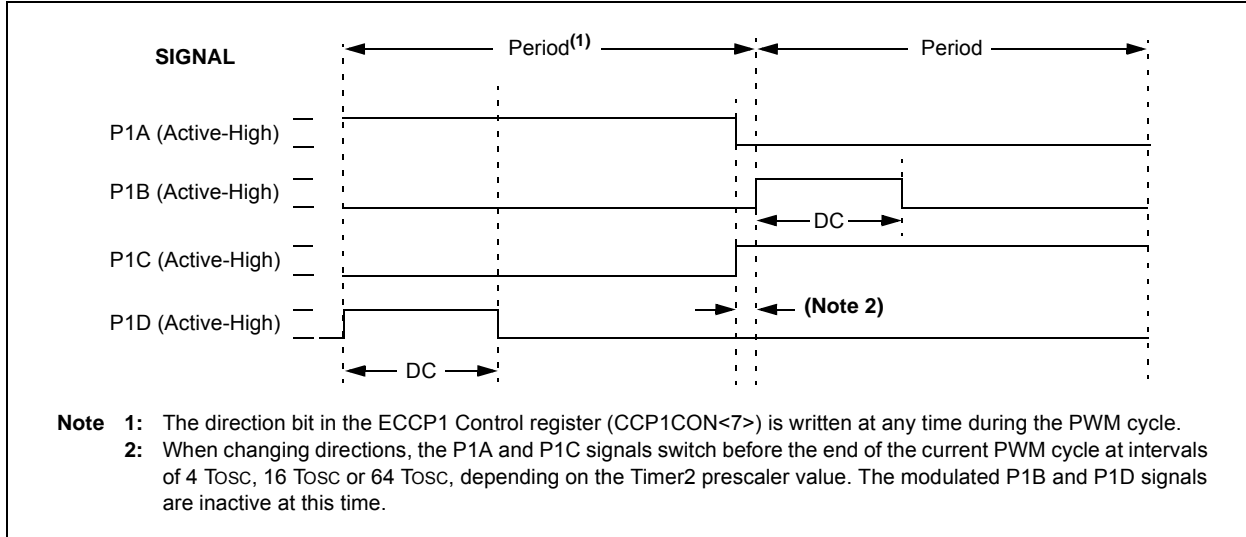 SIGNAL
Period(1)
Period
P1A (Active-High)
P1B (Active-High)
DC
P1C (Active-High)
(Note 2)
P1D (Active-High)
DC
Note 1: The direction bit in the ECCP1 Control register (CCP1CON<7>) is written at any time during the PWM cycle.
2: When changing directions, the P1A and P1C signals switch before the end of the current PWM cycle at intervals
of 4 TOSC, 16 TOSC or 64 TOSC, depending on the Timer2 prescaler value. The modulated P1B and P1D signals
are inactive at this time.